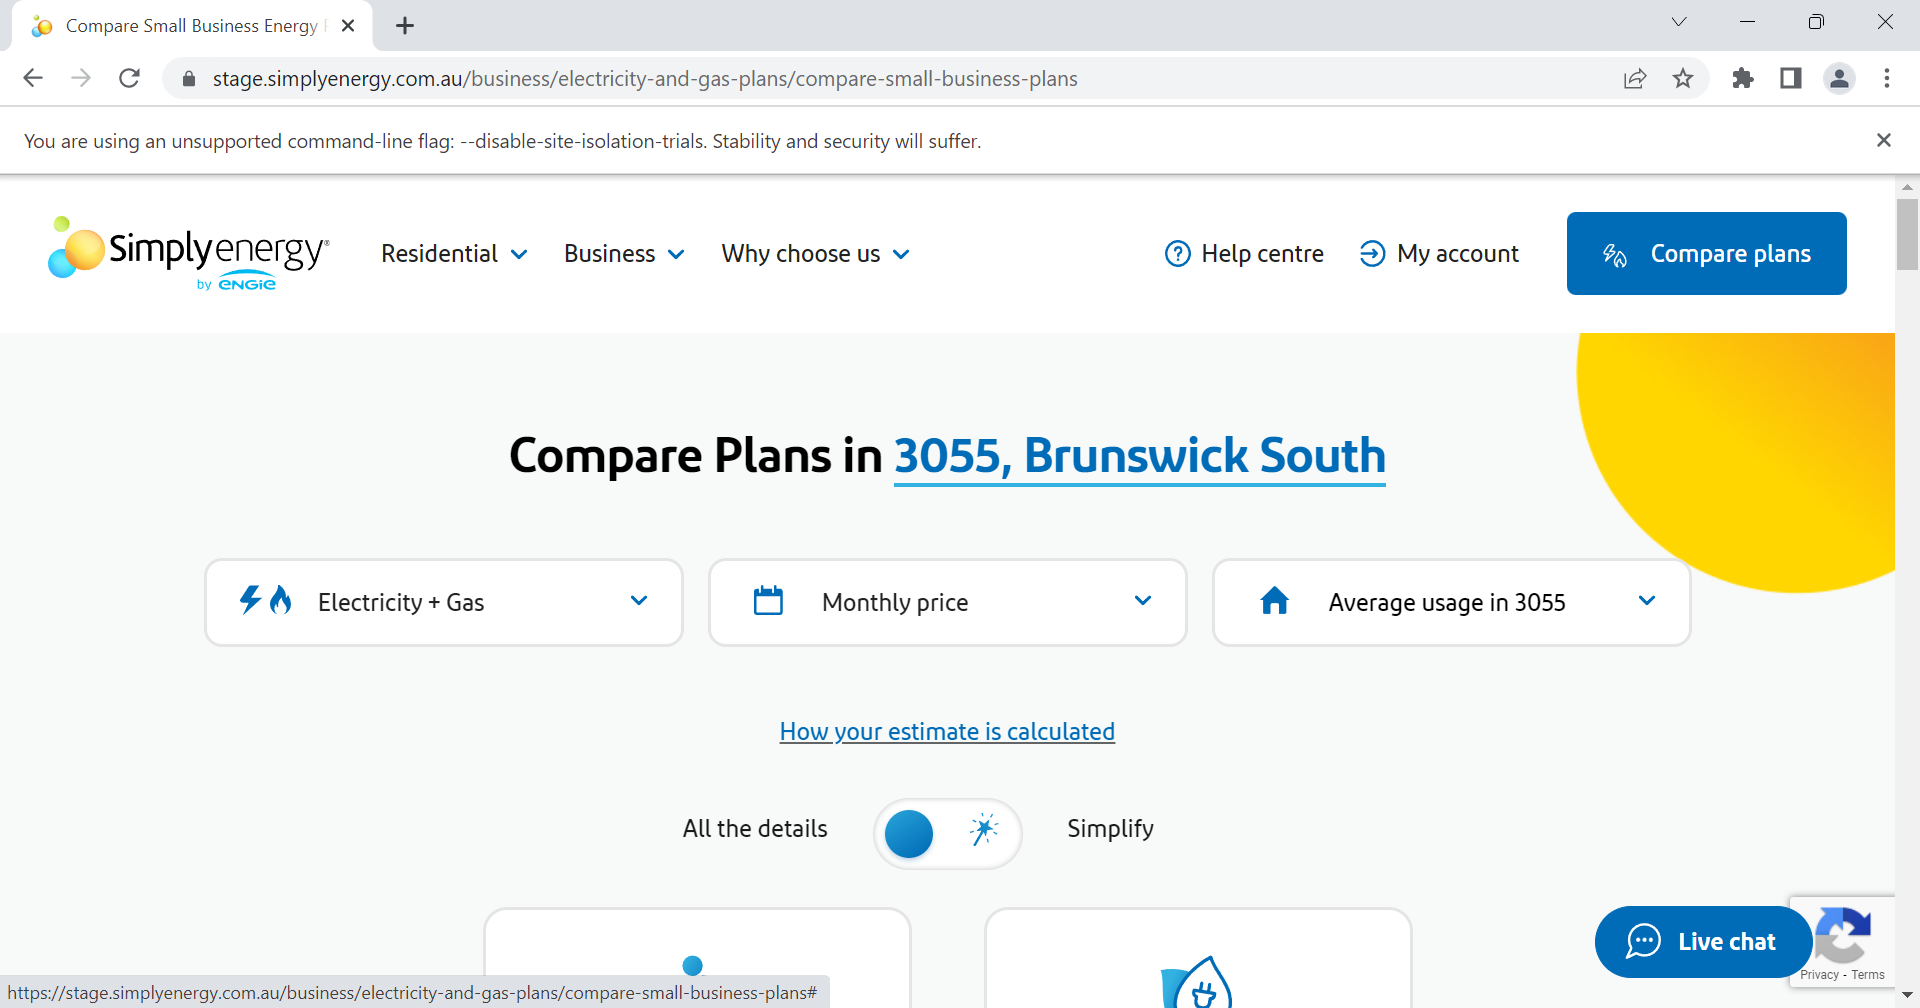 Compare Small Business Energy
stage.simplyenergy.com.au/business/electricity-and-gas-plans/compare-small-business-plans
You are using an unsupported command-line flag: --disable-site-isolation-trials. Stability and security will suffer.
Simplyenergy®
by ENGIE
Residential
Business
Why choose us
Help centre
My account
Compare plans
Compare Plans in 3055, Brunswick South
Electricity + Gas
Monthly price
Average usage in 3055
How your estimate is calculated
All the details
Simplify
Live chat
Privacy - Terms
https://stage.simplyenergy.com.au/business/electricity-and-gas-plans/compare-small-business-plans#